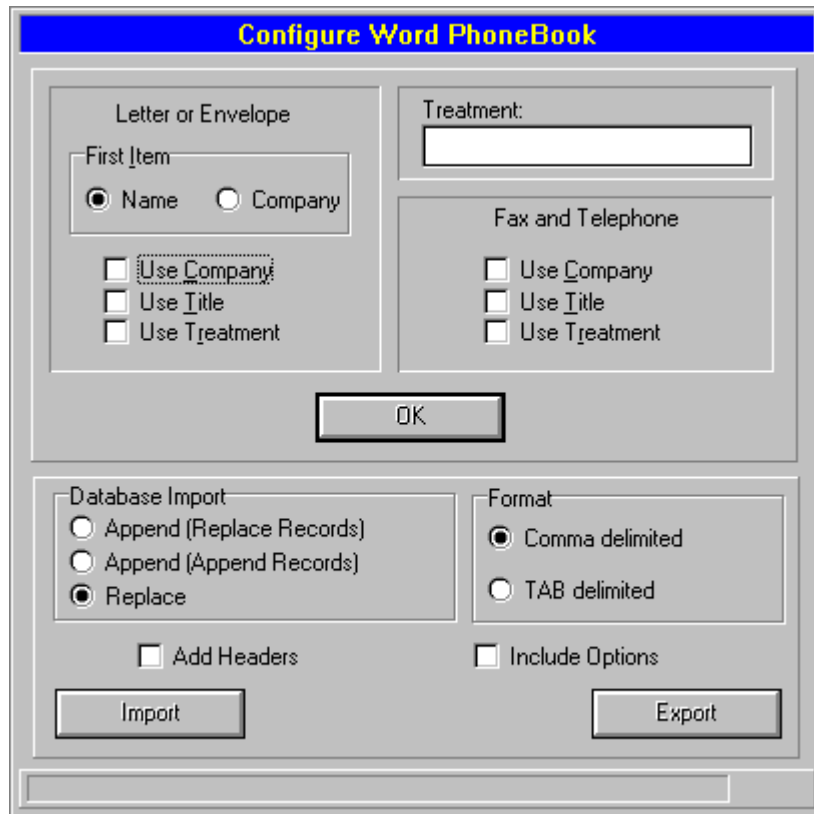 Configure Word PhoneBook
Letter or Envelope
First Item
Name Company
Use Company
Use Title
Use Treatment
Treatment:
Fax and Telephone
Use Company
Use Title
Use Treatment
OK
Database Import
Append (Replace Records)
Append (Append Records)
Replace
Format
Comma delimited
TAB delimited
Add Headers
Include Options
Import
Export